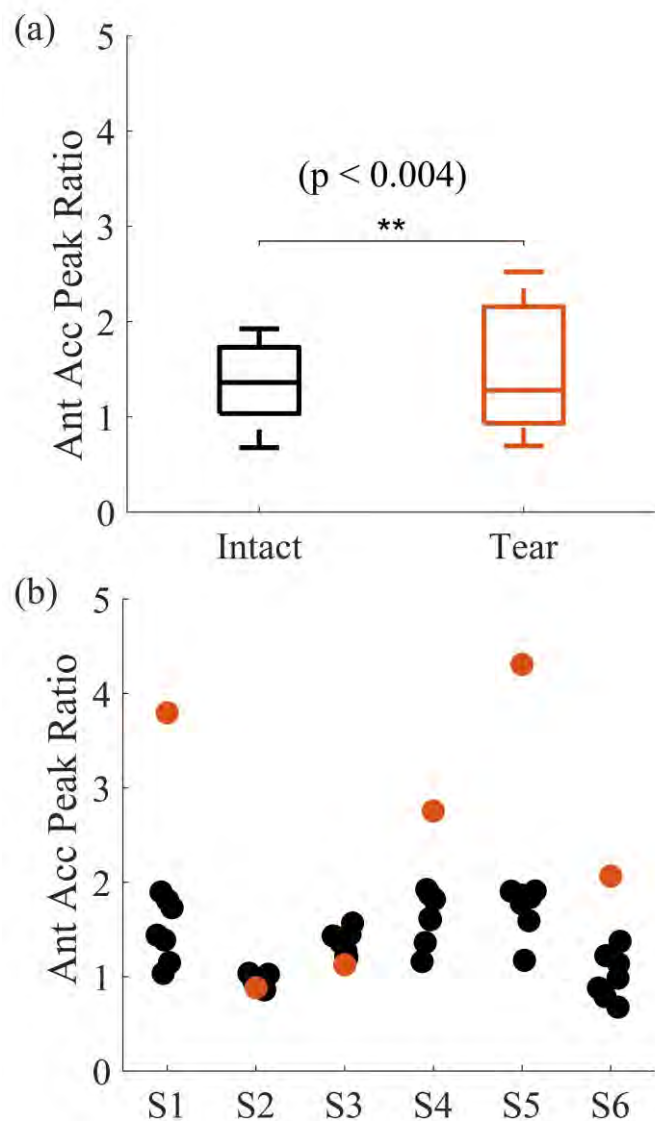 (a)
Ant Acc Peak Ratio
5
4
3
2
1
0
(p < 0.004)
**
Intact Tear
(b)
Ant Acc Peak Ratio
5
4
3
2
1
0
S1 S2 S3 S4 S5 S6